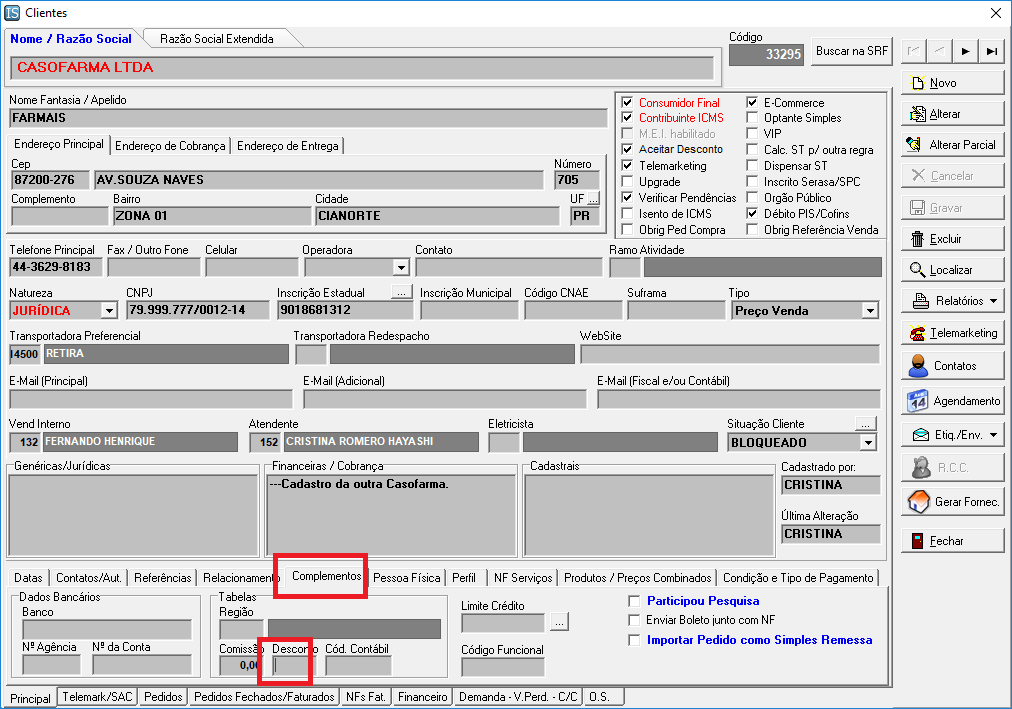 IS Clientes
Nome / Razão Social
Razão Social Extendida
Código
33295
Buscar na SRF
CASOFARMA LTDA
Nome Fantasia / Apelido
FARMAIS
Consumidor Final
Contribuinte ICMS
M.E.I. habilitado
Aceitar Desconto
Telemarketing
Upgrade
Verificar Pendências
Isento de ICMS
Obrig Ped Compra
E-Commerce
Optante Simples
VIP
Calc. ST p/ outra regra
Dispensar ST
Inscrito Serasa/SPC
Orgão Público
Débito PIS/Cofins
Obrig Referência Venda
Endereço Principal Endereço de Cobrança Endereço de Entrega
Cep Número
87200-276 AV.SOUZA NAVES 705
Complemento Bairro Cidade UF ...
ZONA 01 CIANORTE PR
Telefone Principal Fax / Outro Fone Celular Operadora Contato Ramo Atividade
44-3629-8183
Natureza CNPJ Inscrição Estadual ... Inscrição Municipal Código CNAE Suframa Tipo
JURÍDICA 79.999.777/0012-14 9018681312 Preço Venda
Transportadora Preferencial Transportadora Redespacho WebSite
I4500 RETIRA
E-Mail (Principal) E-Mail (Adicional) E-Mail (Fiscal e/ou Contábil)
Vend Interno Atendente Eletricista Situação Cliente ...
132 FERNANDO HENRIQUE 152 CRISTINA ROMERO HAYASHI BLOQUEADO
Genéricas/Jurídicas Financeiras / Cobrança Cadastrais Cadastrado por:
---Cadastro da outra Casofarma. CRISTINA
Última Alteração
CRISTINA
Datas Contatos/Aut. Referências Relacionamento Complementos Pessoa Física Perfil NF Serviços Produtos / Preços Combinados Condição e Tipo de Pagamento
Dados Bancários
Banco
Nº Agência Nº da Conta
Tabelas
Região
Comissão Desconto Cód. Contábil
0,00
Limite Crédito
...
Código Funcional
Participou Pesquisa
Enviar Boleto junto com NF
Importar Pedido como Simples Remessa
Principal Telemark/SAC Pedidos Pedidos Fechados/Faturados NFs Fat. Financeiro Demanda - V.Perd. - C/C O.S.
Novo
Alterar
Alterar Parcial
Cancelar
Gravar
Excluir
Localizar
Relatórios
Telemarketing
Contatos
Agendamento
Etiq./Env.
R.C.C.
Gerar Fornec.
Fechar